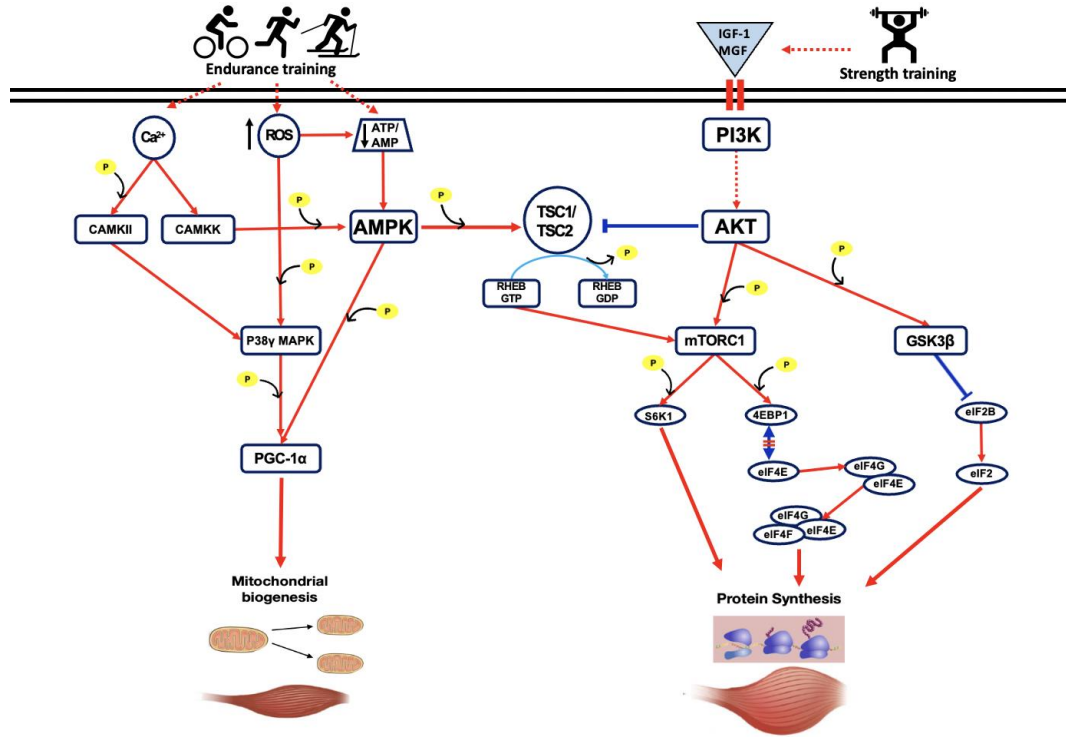 IGF-1
MGF
Endurance training
Strength training
Ca²⁺
ROS
ATP/
AMP
PI3K
P
P
P
TSC1/
TSC2
CAMKII
CAMKK
AMPK
AKT
P
P
P
P
RHEB
GTP
RHEB
GDP
P
P
P38γ MAPK
mTORC1
GSK3β
P
P
P
S6K1
4EBP1
eIF2B
PGC-1α
eIF4E
eIF4G
eIF4E
eIF2
eIF4G
eIF4F
eIF4E
Mitochondrial
biogenesis
Protein Synthesis